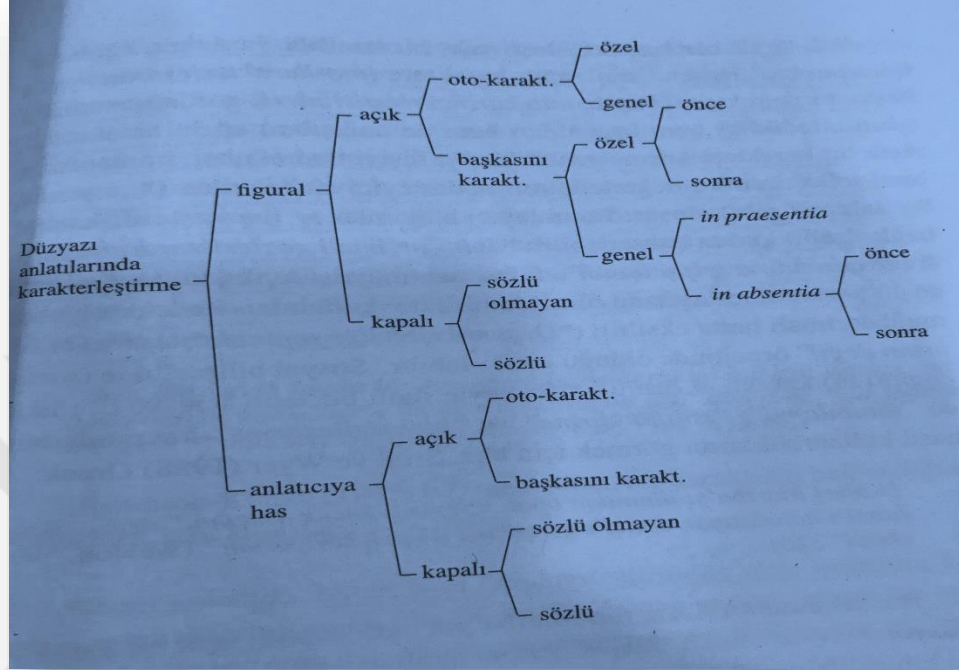 özel
oto-karakt.
genel
önce
açık
özel
başkasını
karakt.
sonra
figural
in praesentia
genel
Düzyazı
anlatılarında
karakterleştirme
önce
in absentia
sözlü
olmayan
kapalı
sonra
sözlü
oto-karakt.
açık
başkasını karakt.
anlatıcıya
has
sözlü olmayan
kapalı
sözlü